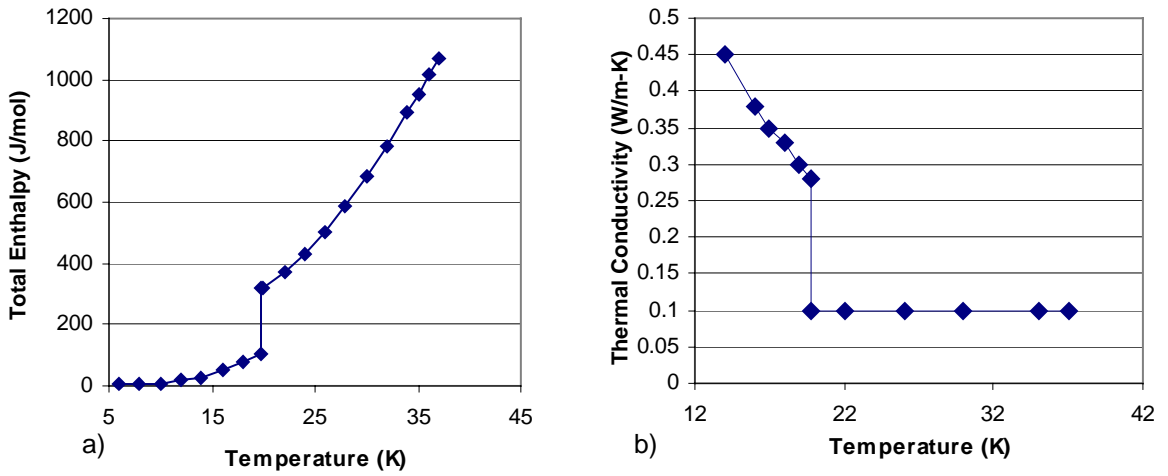 1200
1000
800
600
400
200
0
Total Enthalpy (J/mol)
5 15 25 35 45
a)
Temperature (K)
0.5
0.45
0.4
0.35
0.3
0.25
0.2
0.15
0.1
0.05
0
Thermal Conductivity (W/m-K)
12 22 32 42
b)
Temperature (K)